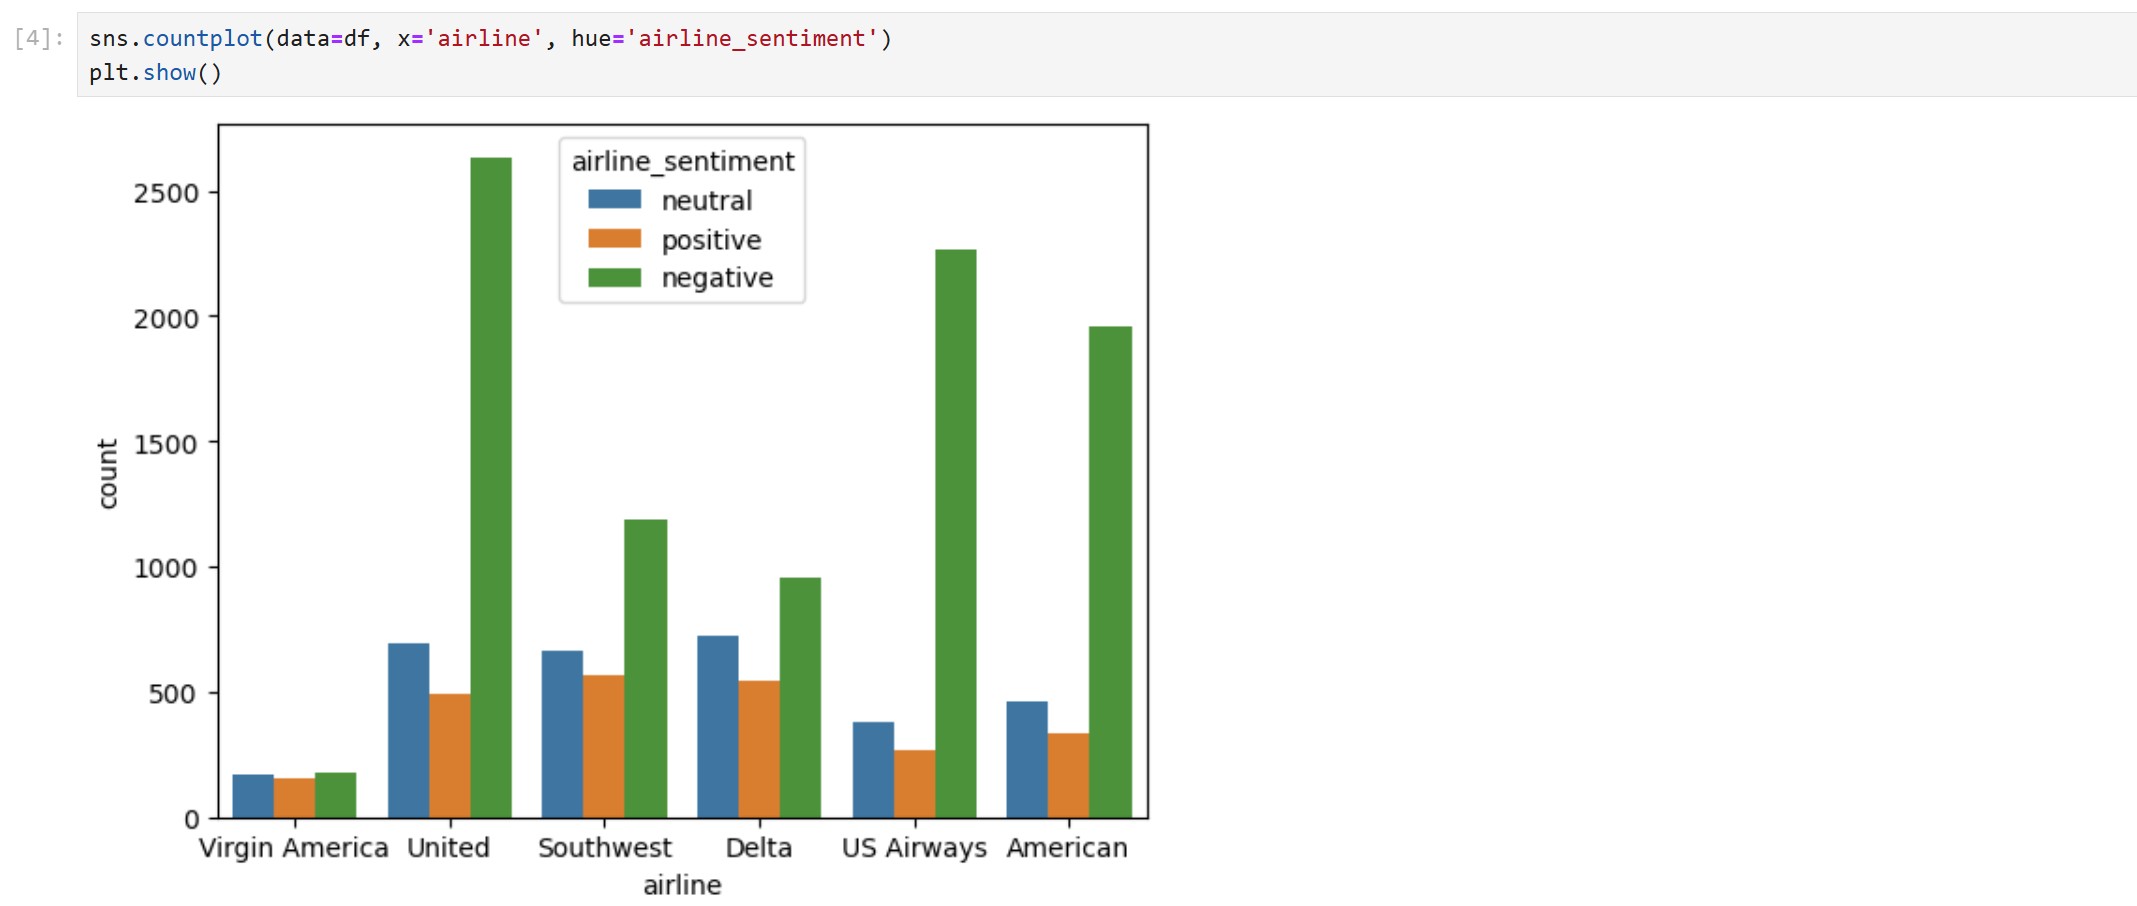 [4]: sns.countplot(data=df, x='airline', hue='airline_sentiment')
plt.show()
airline_sentiment
neutral
positive
negative
2500
2000
1500
1000
500
0
count
Virgin America United Southwest Delta US Airways American
airline